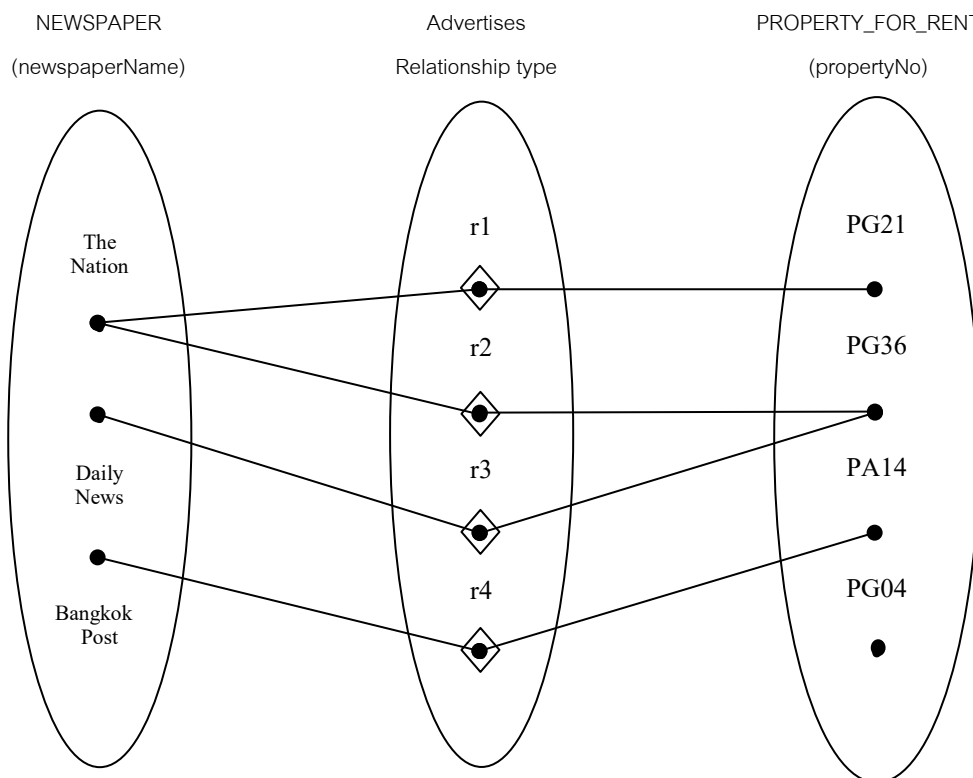 NEWSPAPER
Advertises
PROPERTY_FOR_RENT
(newspaperName)
Relationship type
(propertyNo)
The
Nation
r1
PG21
r2
PG36
Daily
News
r3
PA14
Bangkok
Post
r4
PG04